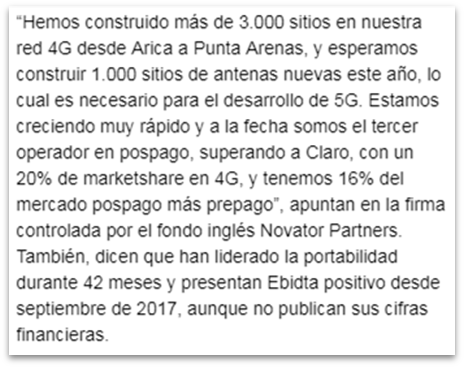 “Hemos construido más de 3.000 sitios en nuestra
red 4G desde Arica a Punta Arenas, y esperamos
construir 1.000 sitios de antenas nuevas este año, lo
cual es necesario para el desarrollo de 5G. Estamos
creciendo muy rápido y a la fecha somos el tercer
operador en pospago, superando a Claro, con un
20% de marketshare en 4G, y tenemos 16% del
mercado pospago más prepago”, apuntan en la firma
controlada por el fondo inglés Novator Partners.
También, dicen que han liderado la portabilidad
durante 42 meses y presentan Ebidta positivo desde
septiembre de 2017, aunque no publican sus cifras
financieras.